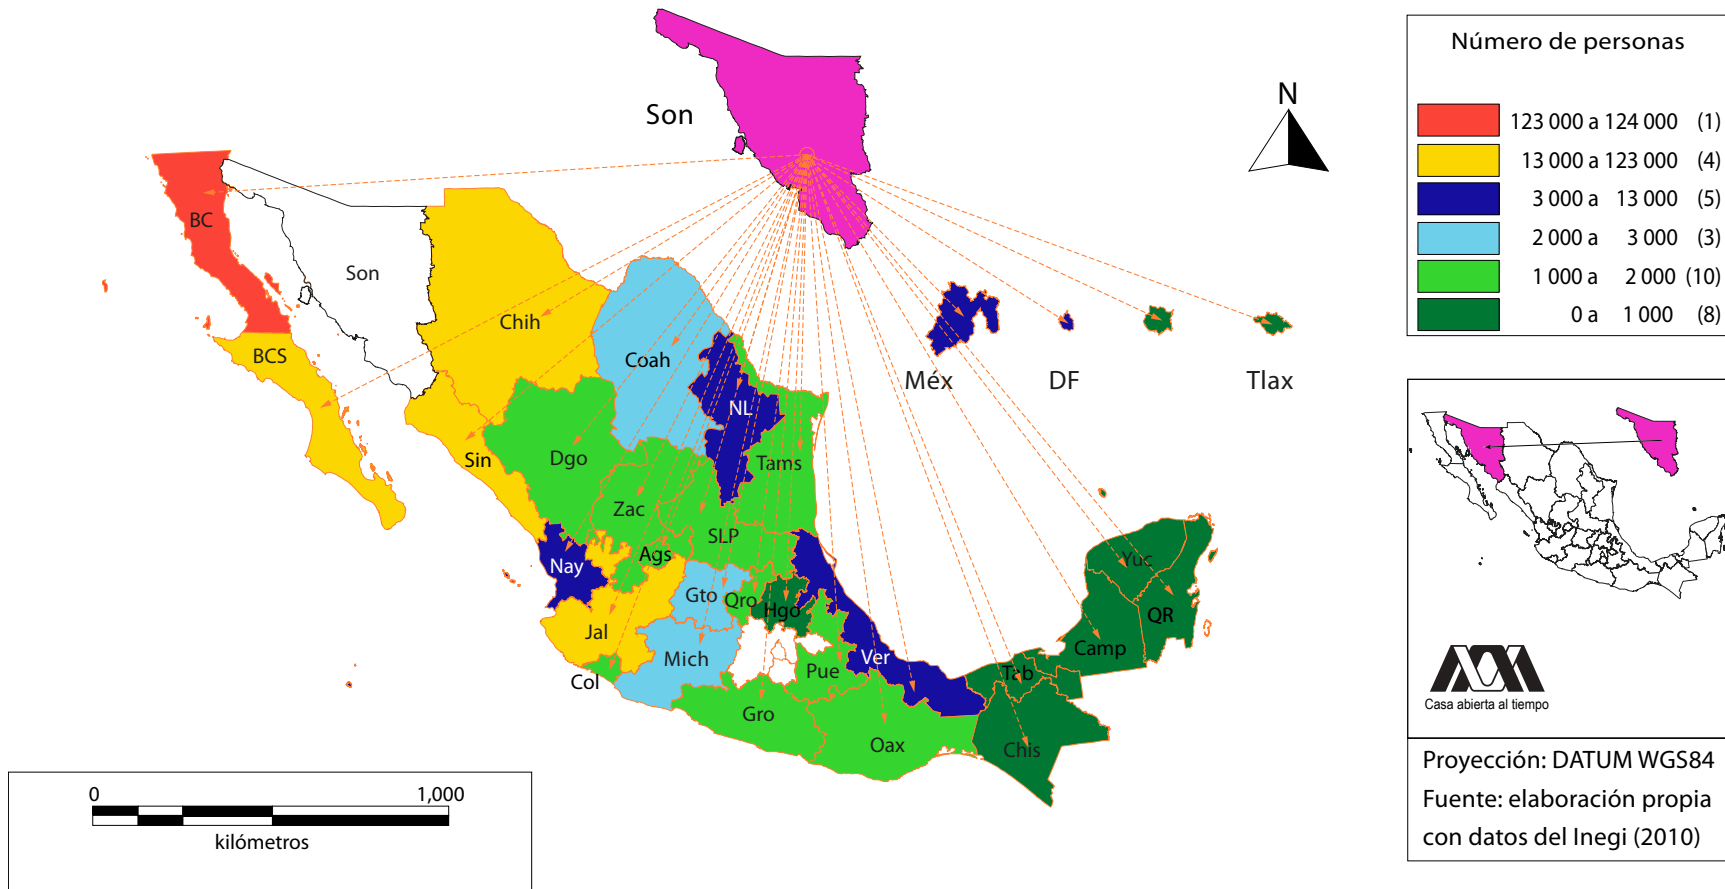 Son
N
BC
Son
BCS
Chih
Coah
NL
Sin
Dgo
Tams
Zac
SLP
Nay
Ags
Gto
Qro
Hgo
Jal
Mich
Col
Pue
Ver
Gro
Oax
Tab
Chis
Camp
Yuc
QR
Méx
DF
Tlax
0 1,000
kilómetros
Número de personas
123 000 a 124 000 (1)
13 000 a 123 000 (4)
3 000 a 13 000 (5)
2 000 a 3 000 (3)
1 000 a 2 000 (10)
0 a 1 000 (8)
Casa abierta al tiempo
Proyección: DATUM WGS84
Fuente: elaboración propia
con datos del Inegi (2010)